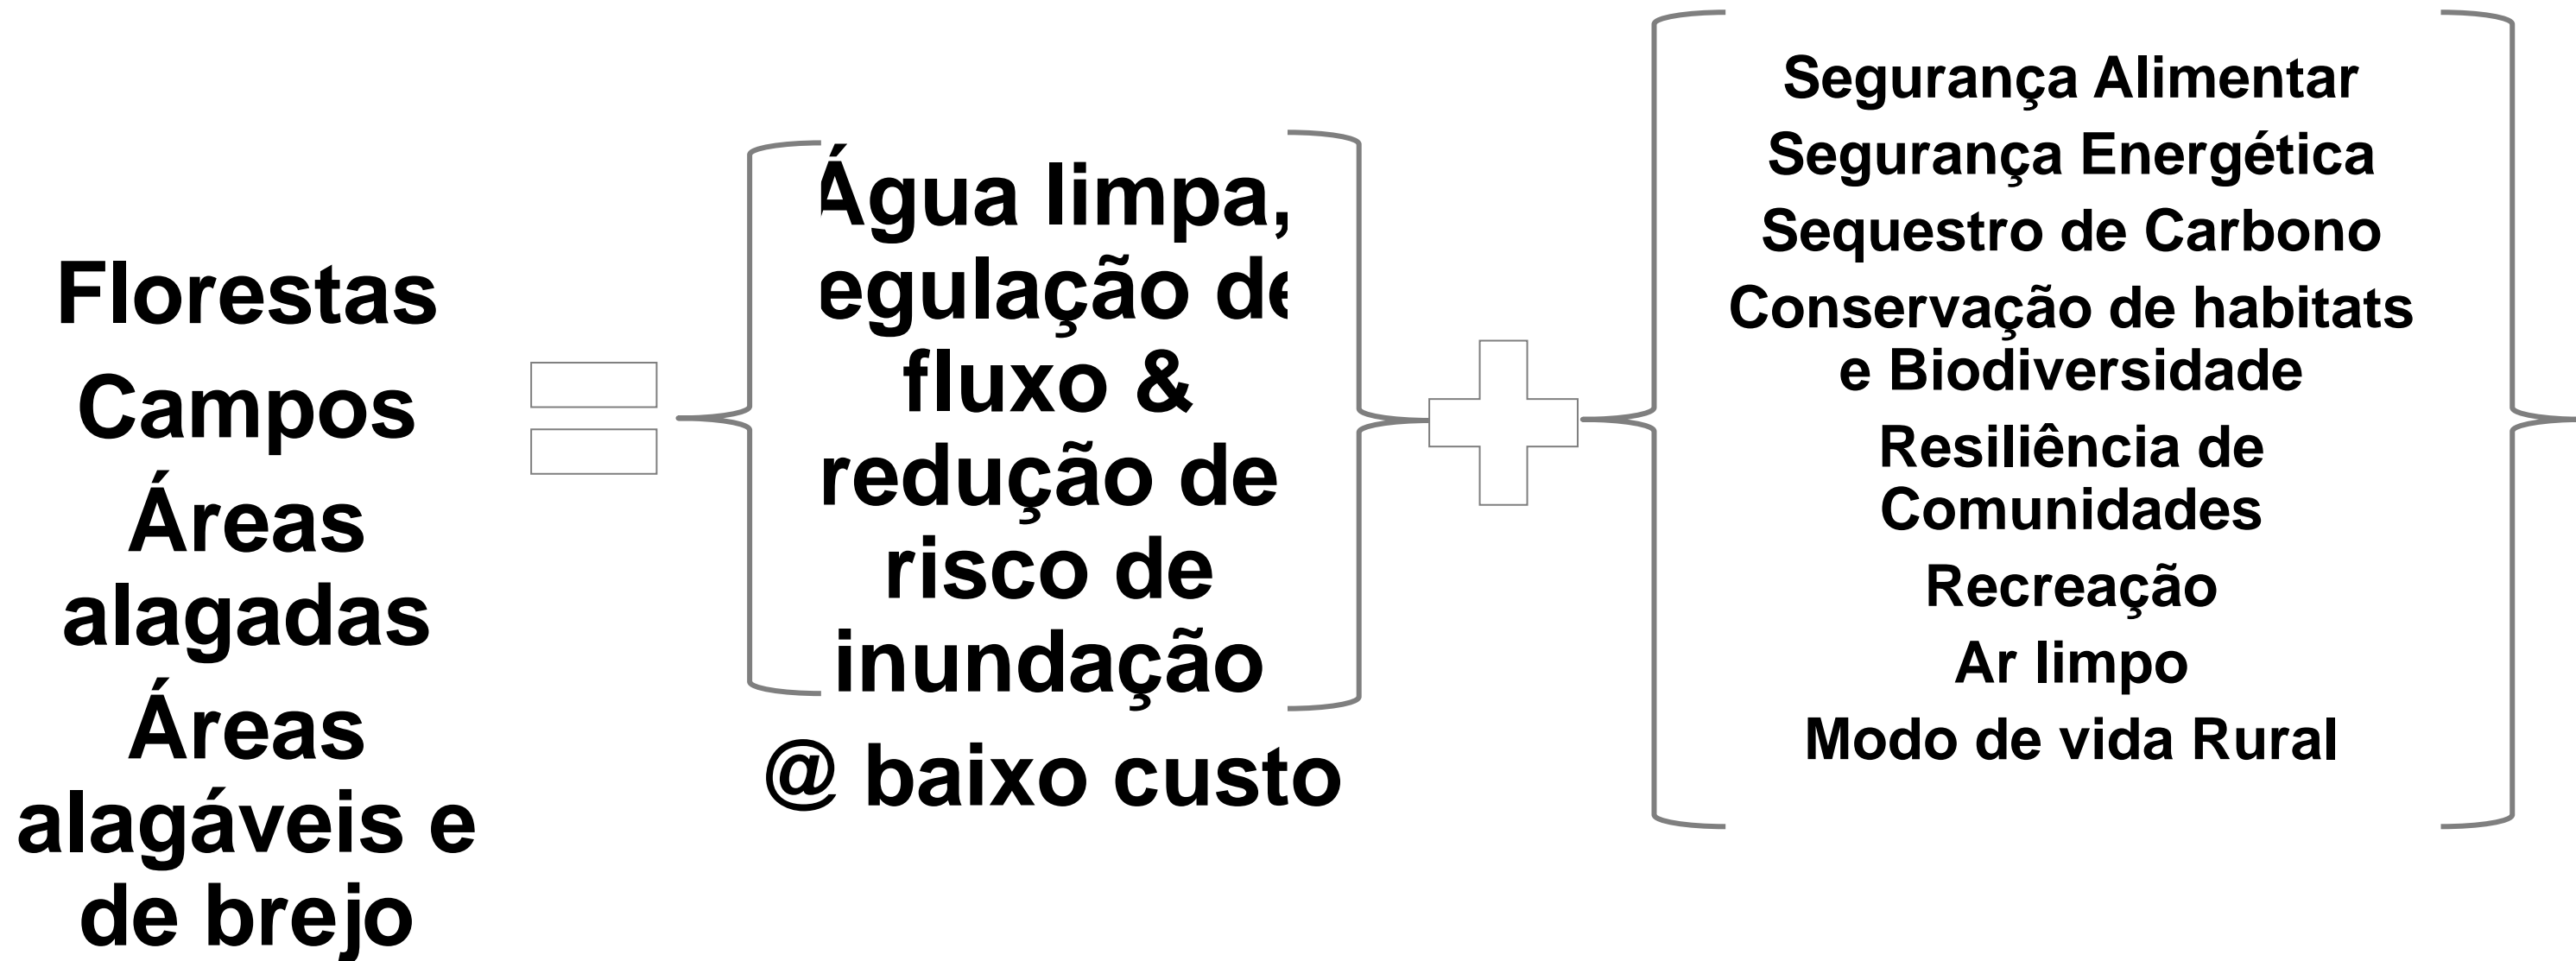 Florestas
Campos
Áreas
alagadas
Áreas
alagáveis e
de brejo
Água limpa,
egulação de
fluxo &
redução de
risco de
inundação
@ baixo custo
Segurança Alimentar
Segurança Energética
Sequestro de Carbono
Conservação de habitats
e Biodiversidade
Resiliência de
Comunidades
Recreação
Ar limpo
Modo de vida Rural